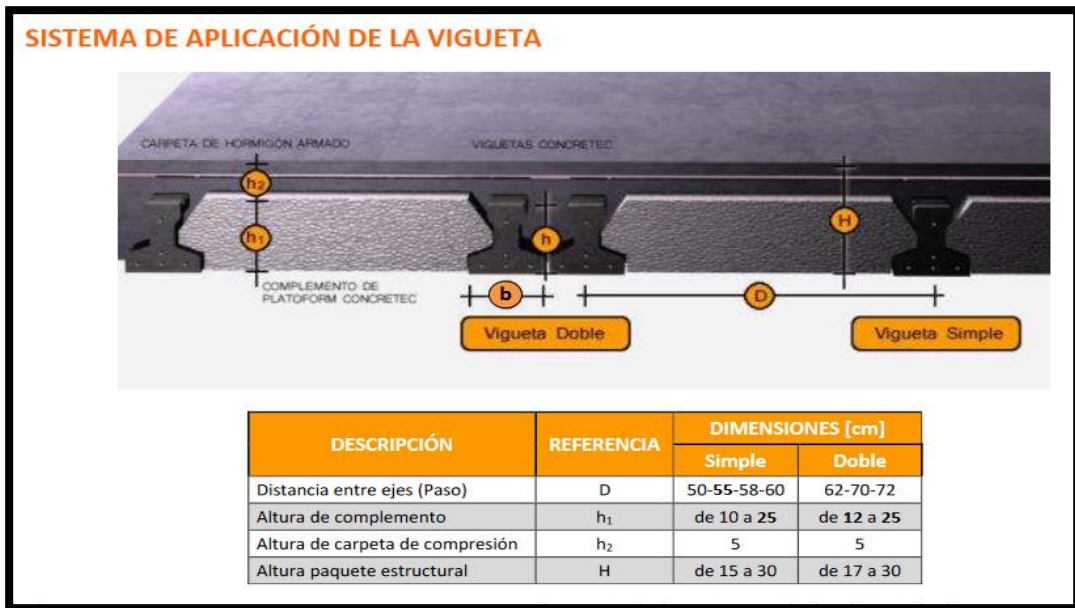 SISTEMA DE APLICACIÓN DE LA VIGUETA
CARPETA DE HORMIGÓN ARMADO
VIGUETAS CONCRETEC
h2
h1
h
H
COMPLEMENTO DE
PLATOFORM CONCRETEC
b
D
Vigueta Doble
Vigueta Simple
DESCRIPCIÓN REFERENCIA DIMENSIONES [cm]
Simple Doble
Distancia entre ejes (Paso) D 50-55-58-60 62-70-72
Altura de complemento h₁ de 10 a 25 de 12 a 25
Altura de carpeta de compresión h₂ 5 5
Altura paquete estructural H de 15 a 30 de 17 a 30